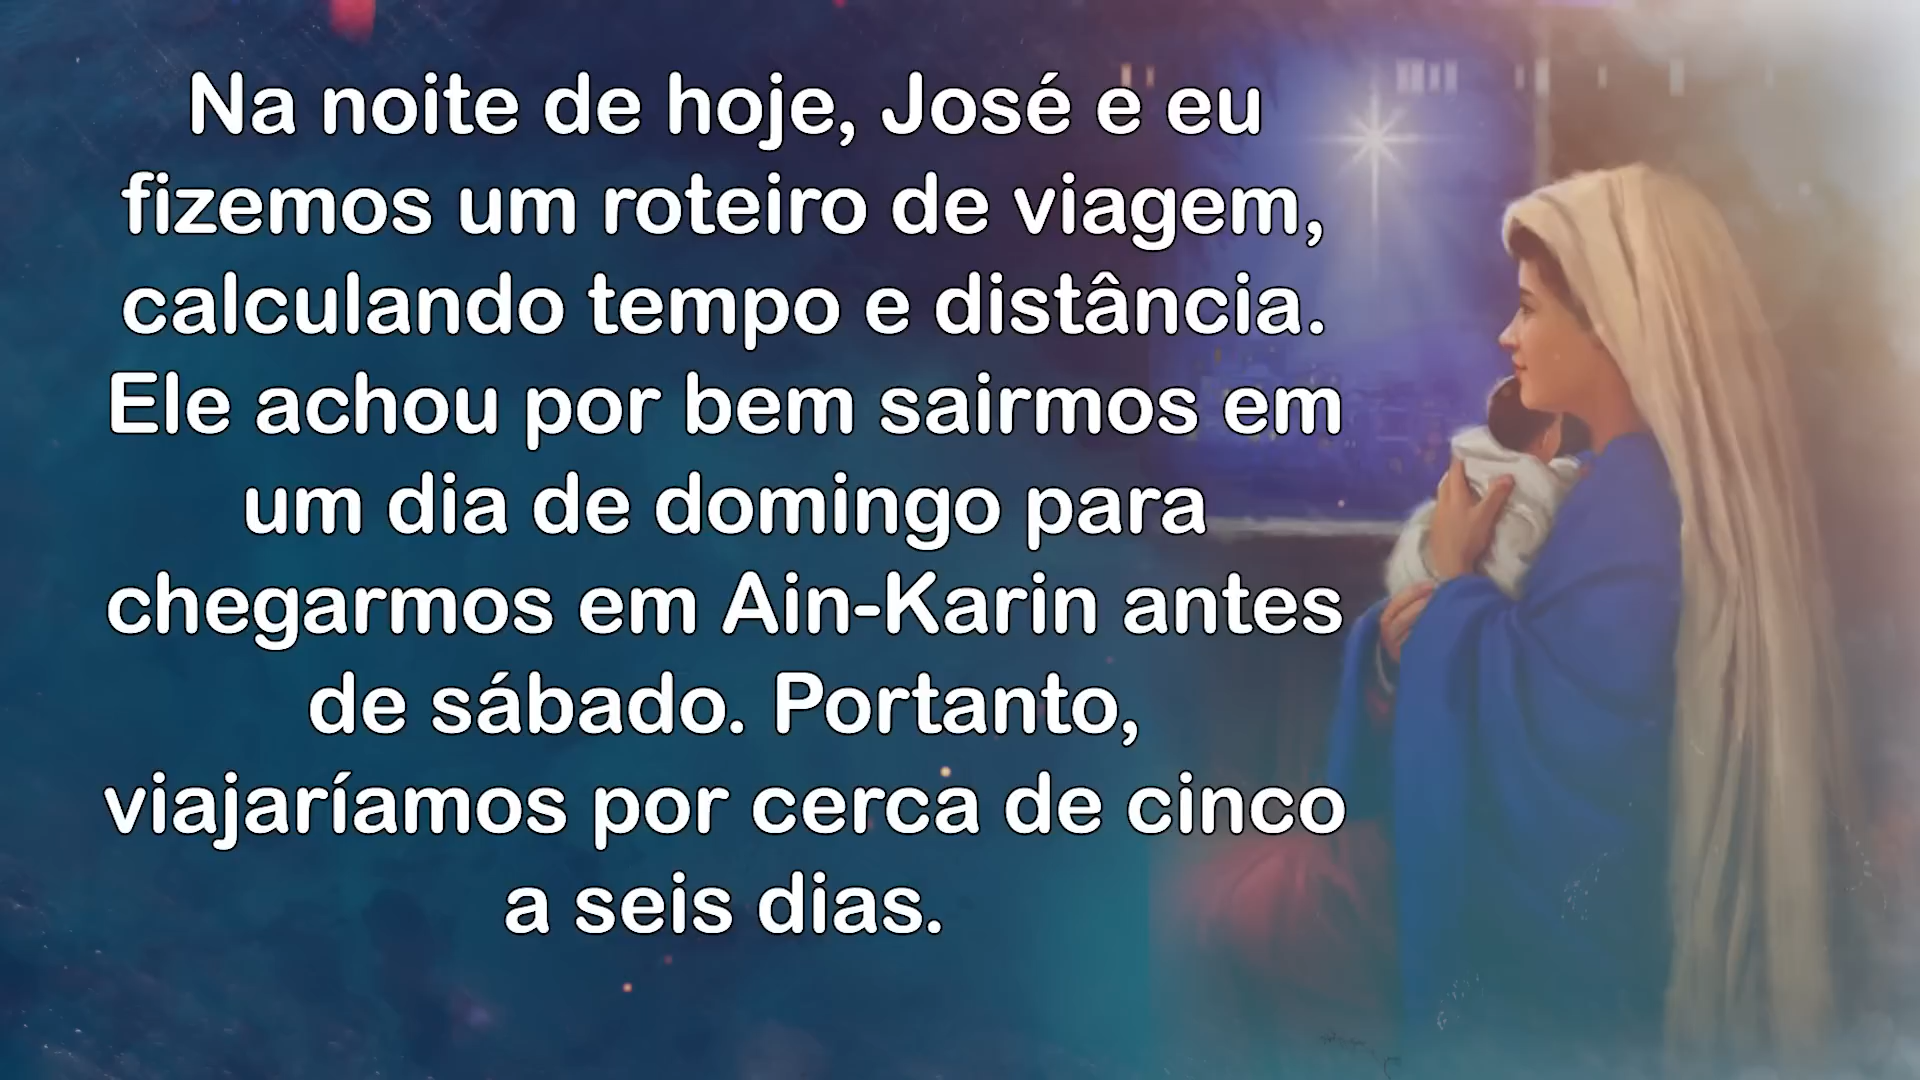 Na noite de hoje, José e eu
fizemos um roteiro de viagem,
calculando tempo e distância.
Ele achou por bem sairmos em
um dia de domingo para
chegarmos em Ain-Karin antes
de sábado. Portanto,
viajaríamos por cerca de cinco
a seis dias.